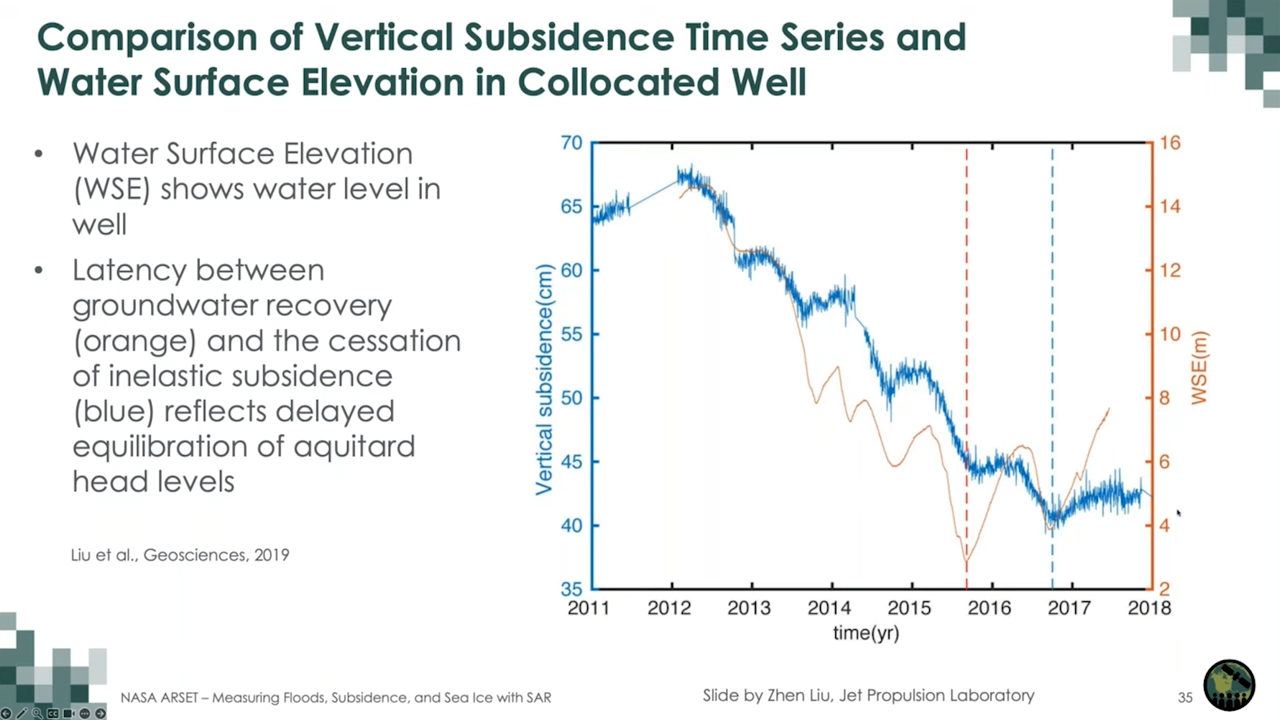 Comparison of Vertical Subsidence Time Series and
Water Surface Elevation in Collocated Well
• Water Surface Elevation
(WSE) shows water level in
well
• Latency between
groundwater recovery
(orange) and the cessation
of inelastic subsidence
(blue) reflects delayed
equilibration of aquitard
head levels
Liu et al., Geosciences, 2019
Vertical subsidence(cm)
70
65
60
55
50
45
40
35
16
14
12
10
8
6
4
2
WSE(m)
2011 2012 2013 2014 2015 2016 2017 2018
time(yr)
NASA ARSET – Measuring Floods, Subsidence, and Sea Ice with SAR
Slide by Zhen Liu, Jet Propulsion Laboratory
35